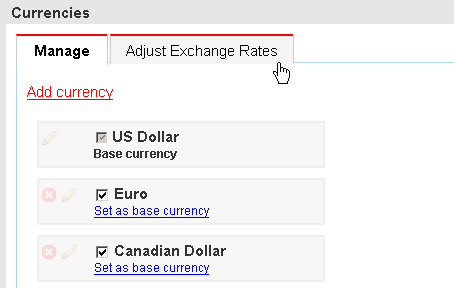 Currencies
Manage
Adjust Exchange Rates
Add currency
US Dollar
Base currency
Euro
Set as base currency
Canadian Dollar
Set as base currency